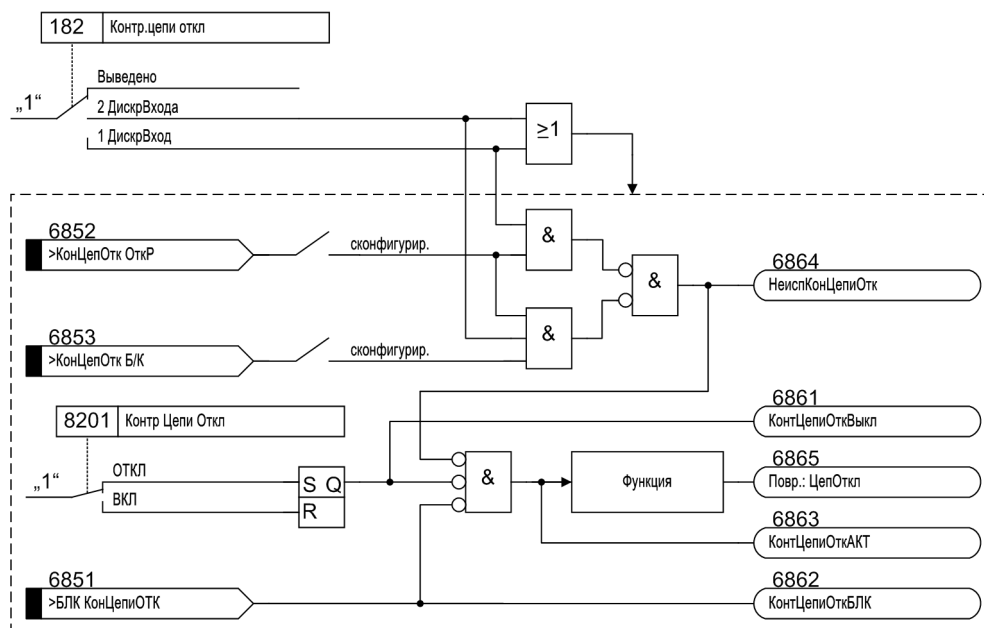 182 Контр.цепи откл
Выведено
„1“
2 ДискрВхода
1 ДискрВход
≥1
6852
>КонЦепОтк ОткР
сконфигурир.
&
&
6864
НеиспКонЦепиОтк
&
6853
>КонЦепОтк Б/К
сконфигурир.
8201 Контр Цепи Откл
6861
КонтЦепиОткВыкл
„1“
ОТКЛ
ВКЛ
S Q
R
&
Функция
6865
Повр.: ЦепОткл
6863
КонтЦепиОткАКТ
6851
>БЛК КонЦепиОТК
6862
КонтЦепиОткБЛК